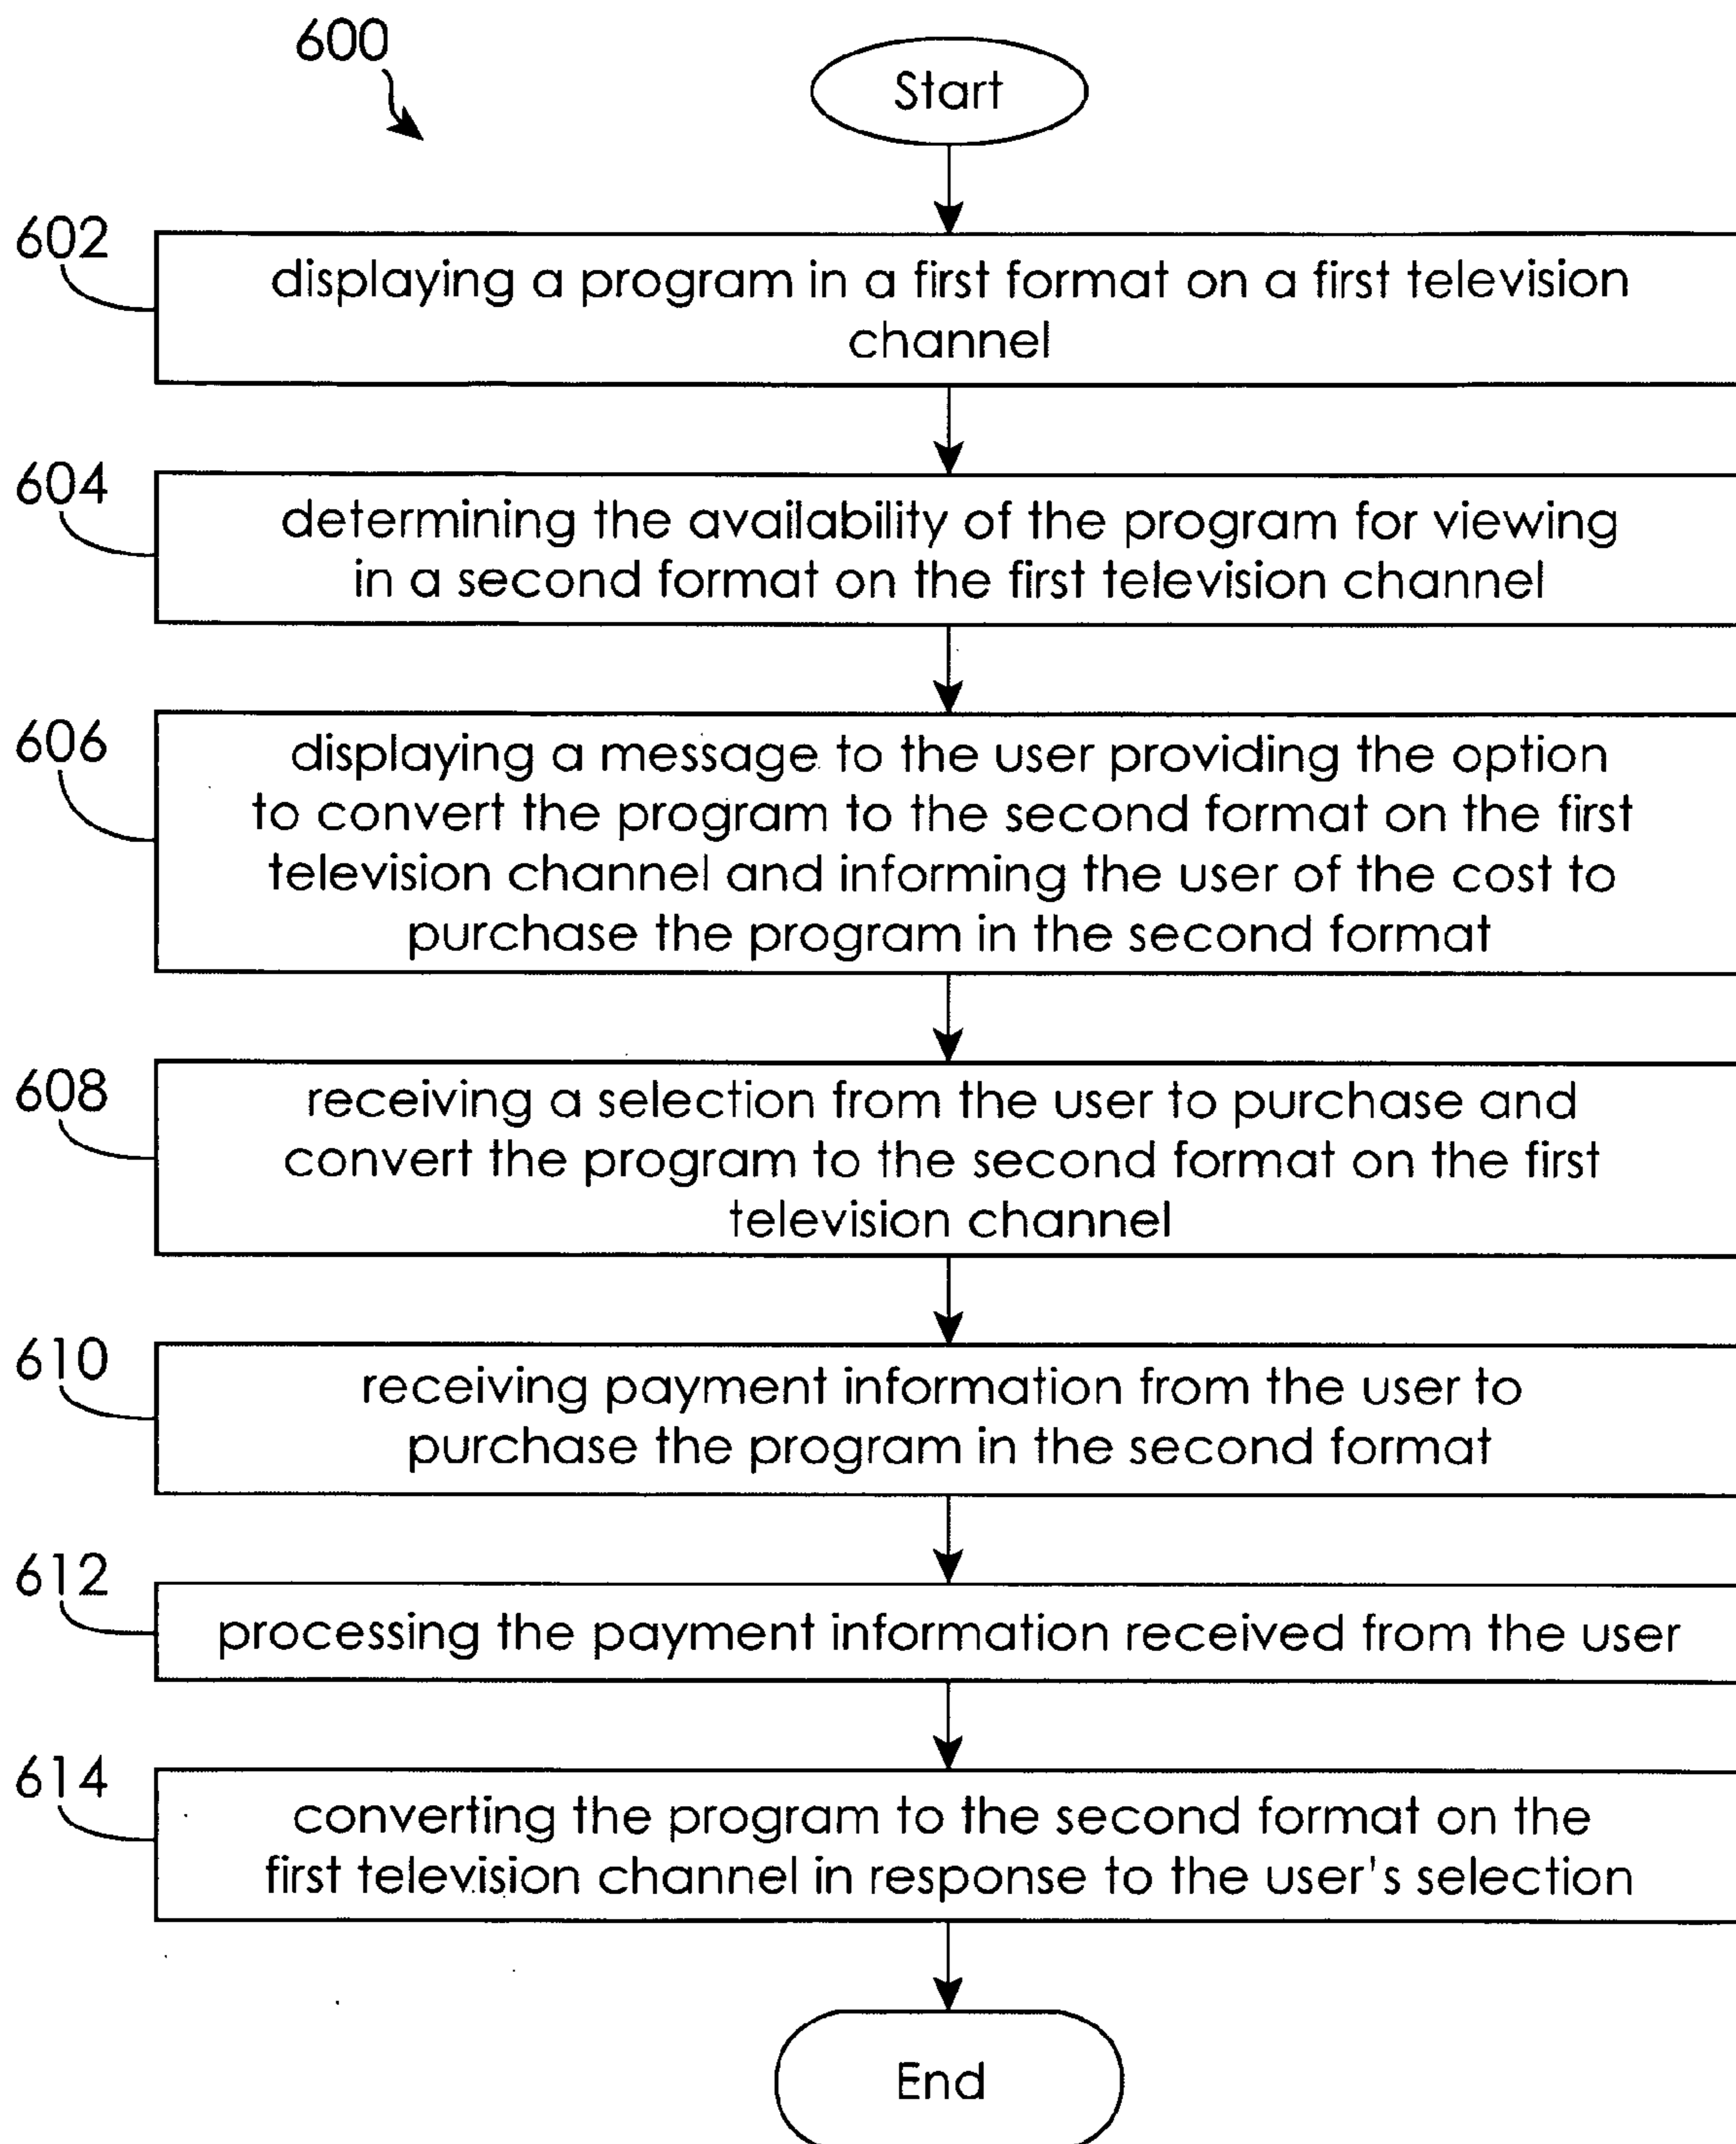 600
Start
602
displaying a program in a first format on a first television
channel
604
determining the availability of the program for viewing
in a second format on the first television channel
606
displaying a message to the user providing the option
to convert the program to the second format on the first
television channel and informing the user of the cost to
purchase the program in the second format
608
receiving a selection from the user to purchase and
convert the program to the second format on the first
television channel
610
receiving payment information from the user to
purchase the program in the second format
612
processing the payment information received from the user
614
converting the program to the second format on the
first television channel in response to the user's selection
End